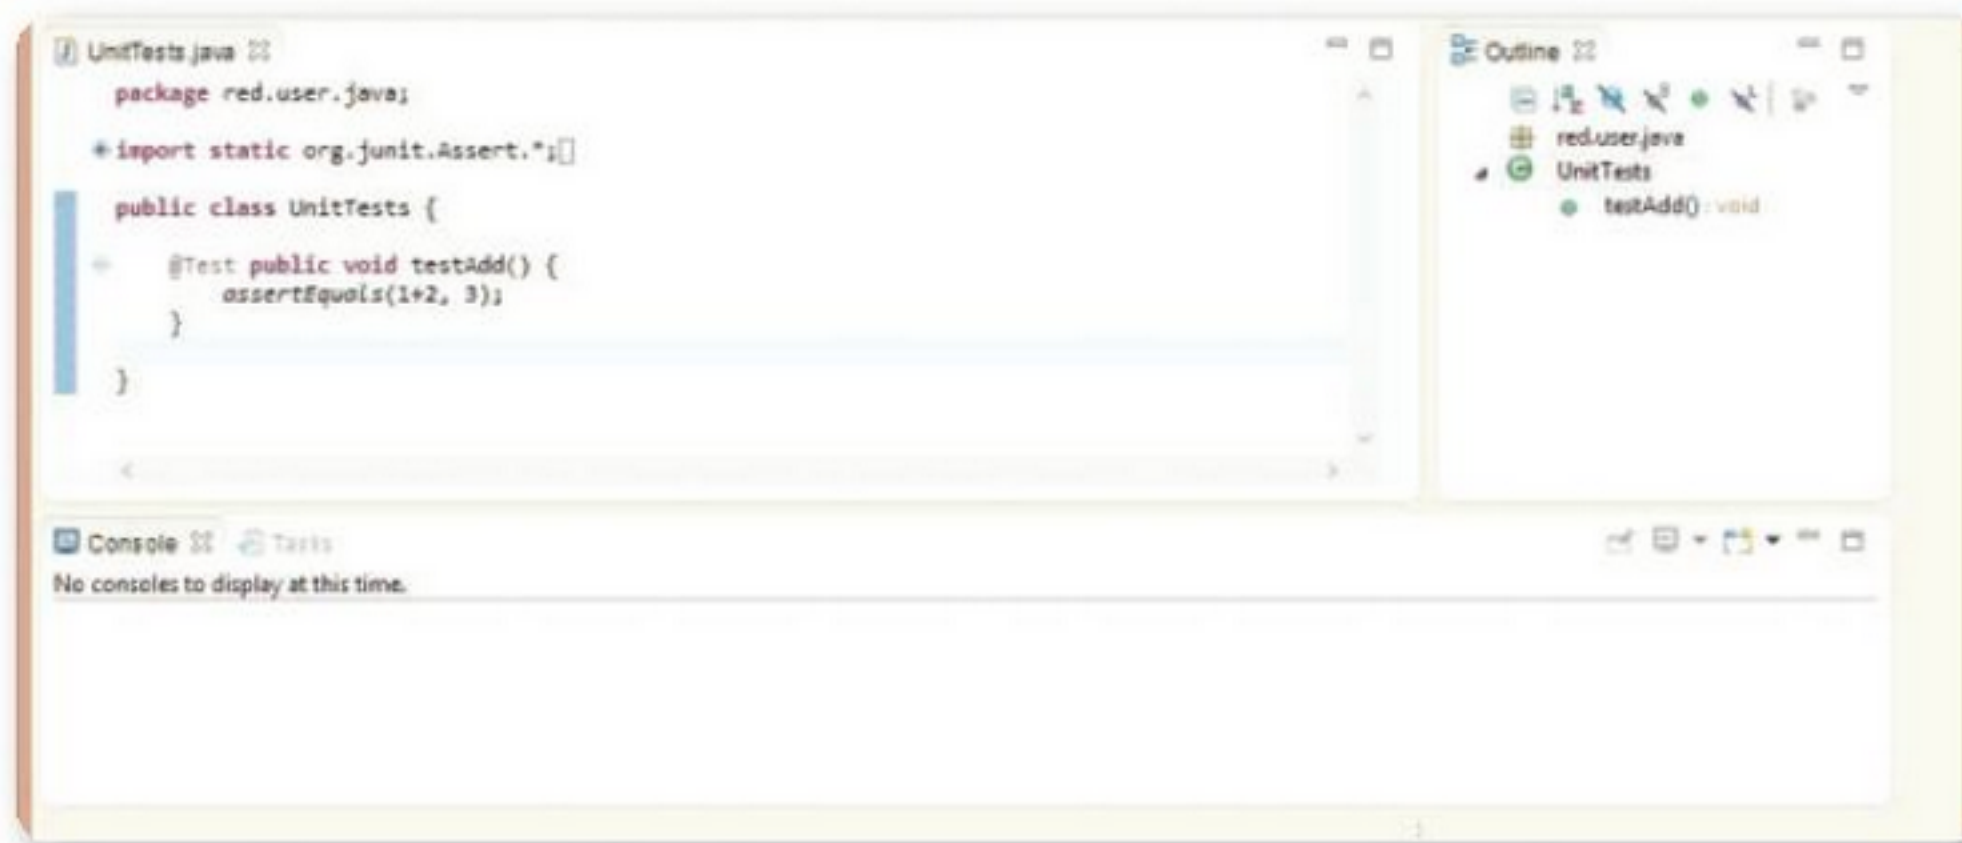 UnitTests.java
package red.user.java;
import static org.junit.Assert.*;
public class UnitTests {
@Test public void testAdd() {
assertEquals(1+2, 3);
}
}
Outline
red.user.java
UnitTests
testAdd() : void
Console Tasks
No consoles to display at this time.